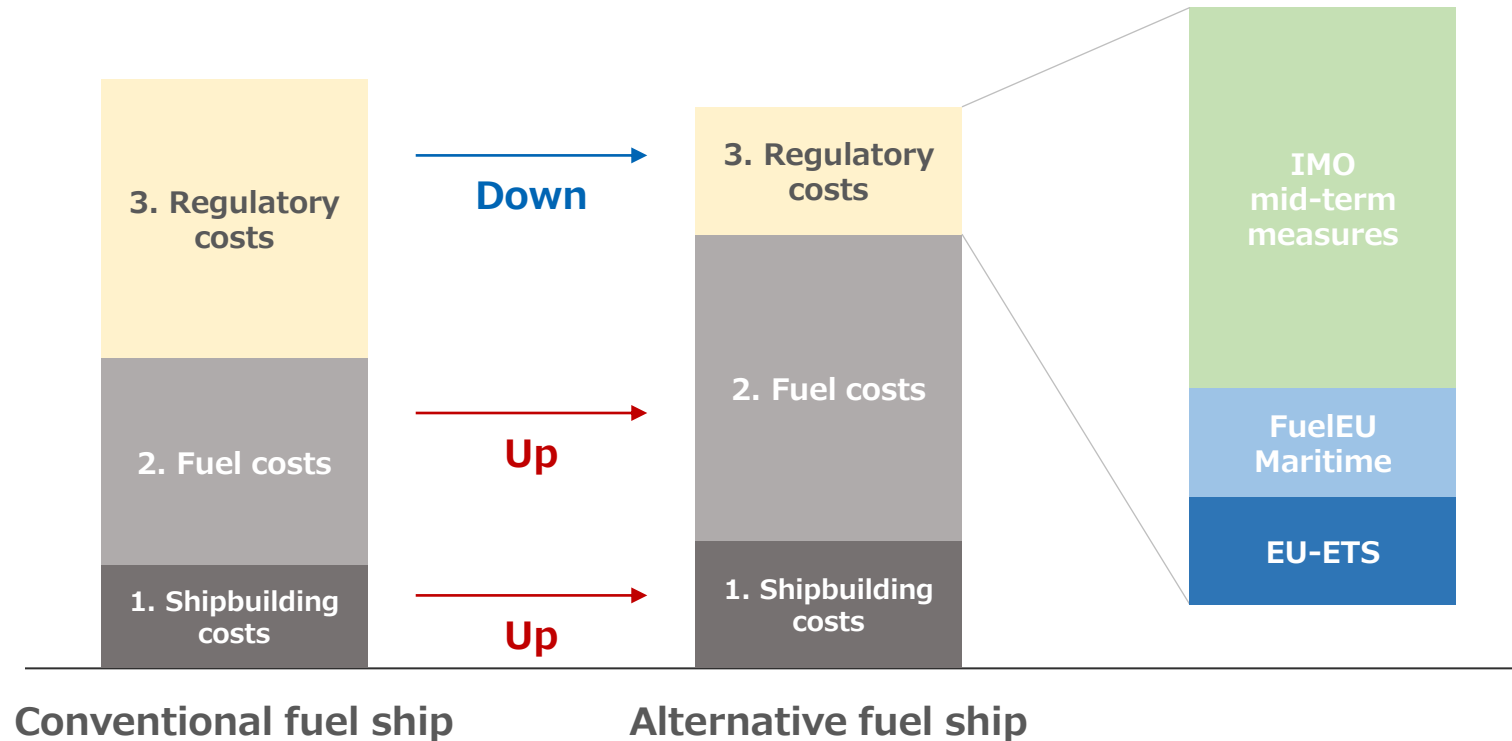 3. Regulatory
costs
2. Fuel costs
1. Shipbuilding
costs
Down
Up
Up
3. Regulatory
costs
2. Fuel costs
1. Shipbuilding
costs
IMO
mid-term
measures
FuelEU
Maritime
EU-ETS
Conventional fuel ship
Alternative fuel ship